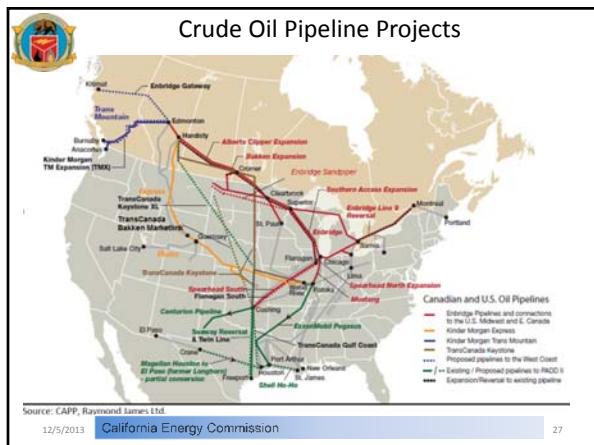 Crude Oil Pipeline Projects
Kitimat
Enbridge Gateway
Trans
Mountain
Edmonton
Hardisty
Burnaby
Anacortes
Kinder Morgan
TM Expansion (TMX)
Alberta Clipper Expansion
Bakken Expansion
Cromer
Enbridge Sandpiper
Clearbrook
Superior
Southern Access Expansion
Enbridge Line 9
Reversal
Montreal
Portland
Express
TransCanada
Keystone XL
TransCanada
Bakken Marketlink
St. Paul
Enbridge
Sarnia
Salt Lake City
Guernsey
Platte
Flanagan
Chicago
Lima
TransCanada Keystone
Spearhead North Expansion
Wood
River
Patoka
Mustang
Spearhead South
Flanagan South
Cushing
Centurion Pipeline
ExxonMobil Pegasus
El Paso
Seaway Reversal
& Twin Line
TransCanada Gulf Coast
Crane
Magellan Houston to
El Paso (former Longhorn)
- partial conversion
Port Arthur
Houston
New Orleans
St. James
Freeport
Shell Ho-Ho
Canadian and U.S. Oil Pipelines
Enbridge Pipelines and connections
to the U.S. Midwest and E. Canada
Kinder Morgan Express
Kinder Morgan Trans Mountain
TransCanada Keystone
Proposed pipelines to the West Coast
Existing / Proposed pipelines to PADD II
Expansion/Reversal to existing pipeline
Source: CAPP, Raymond James Ltd.
12/5/2013
California Energy Commission
27